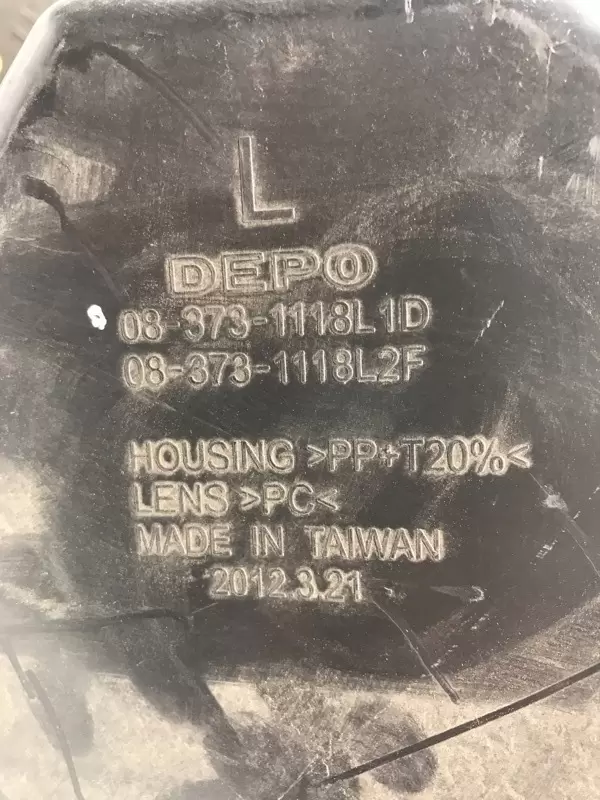 L
DEPO
08-373-1118L1D
08-373-1118L2F
HOUSING >PP+T20%<
LENS >PC<
MADE IN TAIWAN
2012.3.21